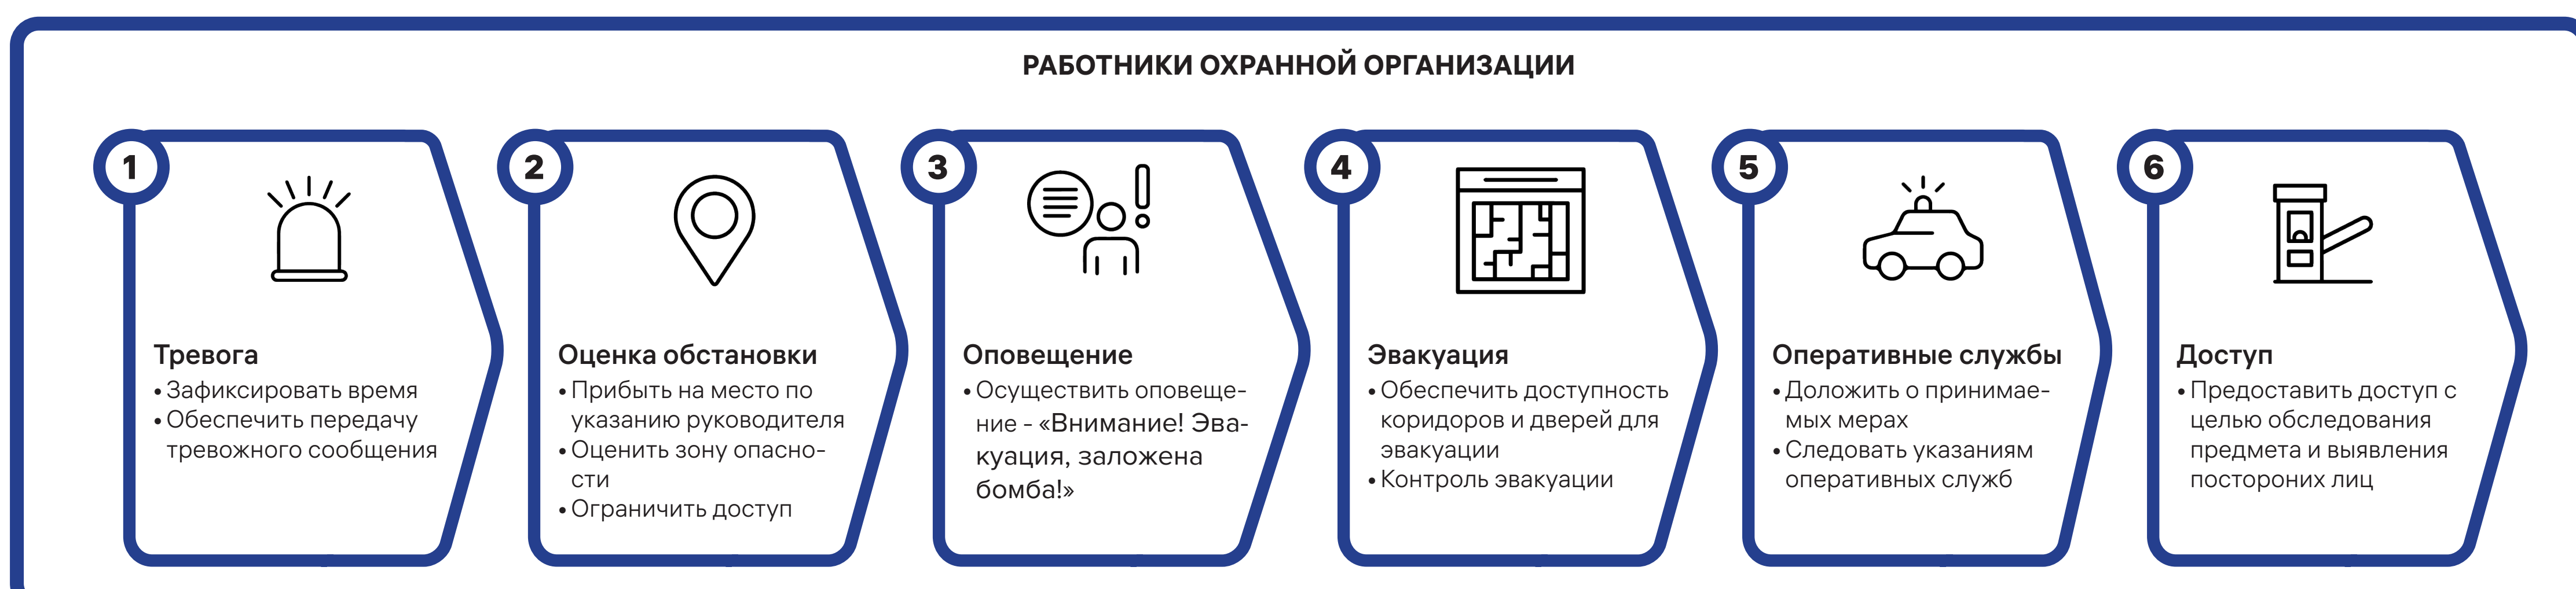 РАБОТНИКИ ОХРАННОЙ ОРГАНИЗАЦИИ
1
Тревога
• Зафиксировать время
• Обеспечить передачу
тревожного сообщения
2
Оценка обстановки
• Прибыть на место по
указанию руководителя
• Оценить зону опасно-
сти
• Ограничить доступ
3
Оповещение
• Осуществить оповеще-
ние - «Внимание! Эва-
куация, заложена
бомба!»
4
Эвакуация
• Обеспечить доступность
коридоров и дверей для
эвакуации
• Контроль эвакуации
5
Оперативные службы
• Доложить о принимае-
мых мерах
• Следовать указаниям
оперативных служб
6
Доступ
• Предоставить доступ с
целью обследования
предмета и выявления
постороних лиц